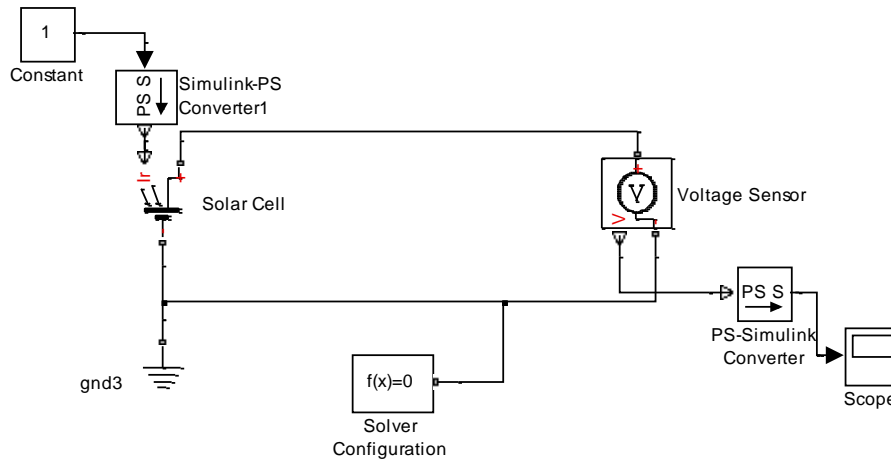 1
Constant
PS S
Simulink-PS
Converter1
Ir
+
Solar Cell
-
+
V
V
-
Voltage Sensor
PS S
PS-Simulink
Converter
Scope
gnd3
f(x)=0
Solver
Configuration